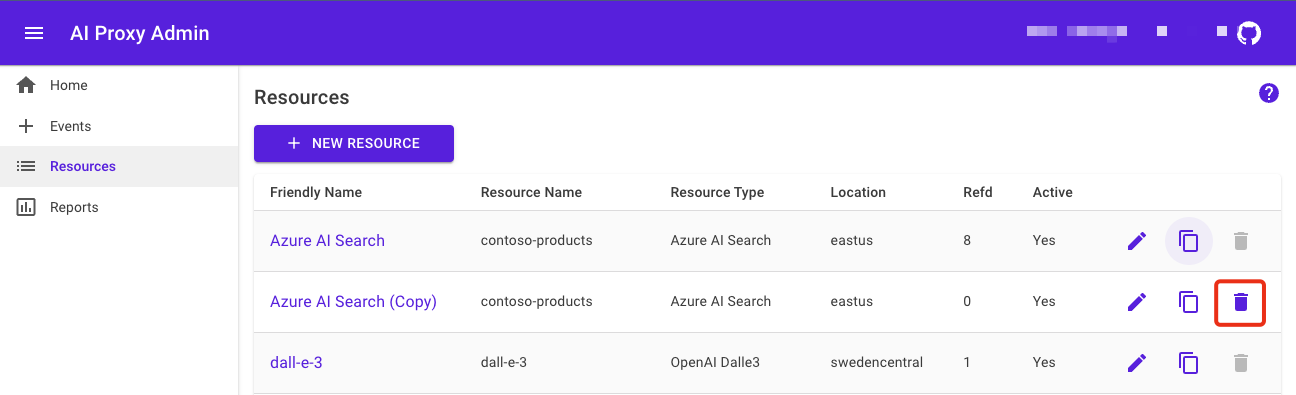 AI Proxy Admin
Home
Events
Resources
Reports
Resources
?
+ NEW RESOURCE
Friendly Name Resource Name Resource Type Location Refd Active
Azure AI Search contoso-products Azure AI Search eastus 8 Yes
Azure AI Search (Copy) contoso-products Azure AI Search eastus 0 Yes
dall-e-3 dall-e-3 OpenAI Dalle3 swedencentral 1 Yes